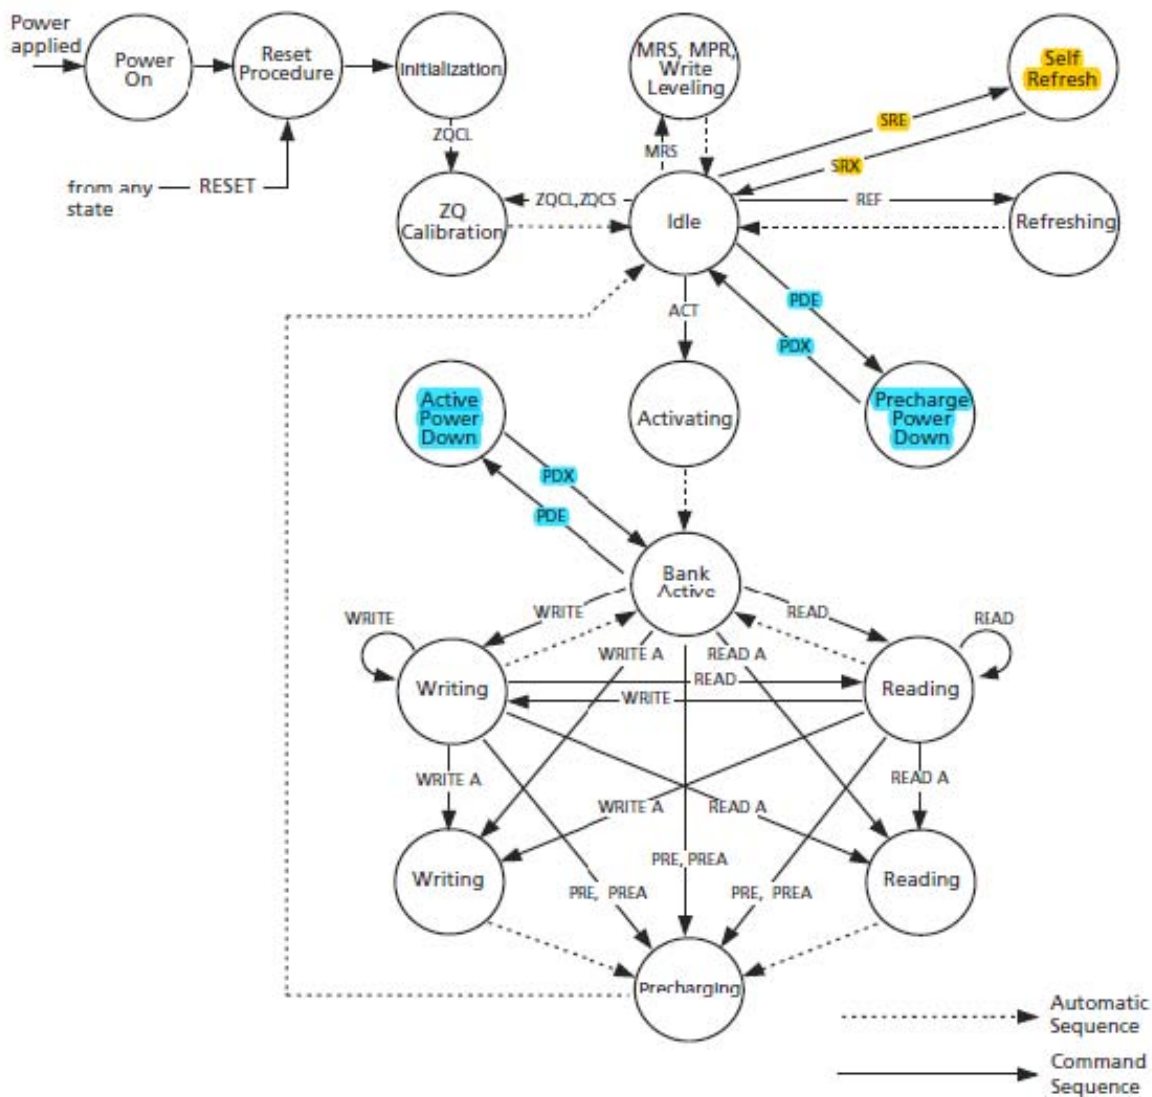 Power
applied
Power
On
Reset
Procedure
Initialization
MRS, MPR,
Write
Leveling
Self
Refresh
ZQCL
MRS
SRE
SRX
from any
state
RESET
ZQ
Calibration
ZQCL,ZQCS
Idle
REF
Refreshing
ACT
PDE
PDX
Active
Power
Down
Activating
Precharge
Power
Down
PDX
PDE
Bank
Active
WRITE
WRITE
READ
READ
WRITE A
READ A
Writing
READ
WRITE
Reading
WRITE A
WRITE A
READ A
READ A
Writing
PRE, PREA
PRE, PREA
PRE, PREA
Reading
Precharging
Automatic
Sequence
Command
Sequence